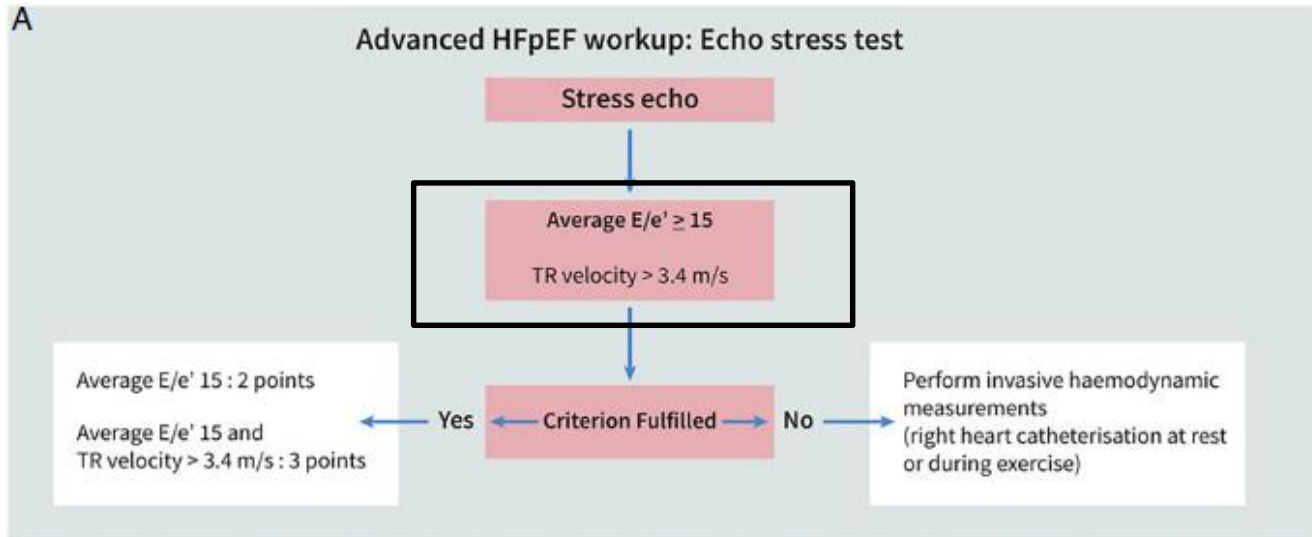 A
Advanced HFpEF workup: Echo stress test
Stress echo
Average E/e' ≥ 15
TR velocity > 3.4 m/s
Average E/e' 15 : 2 points
Average E/e' 15 and
TR velocity > 3.4 m/s : 3 points
Yes
Criterion Fulfilled
No
Perform invasive haemodynamic
measurements
(right heart catheterisation at rest
or during exercise)